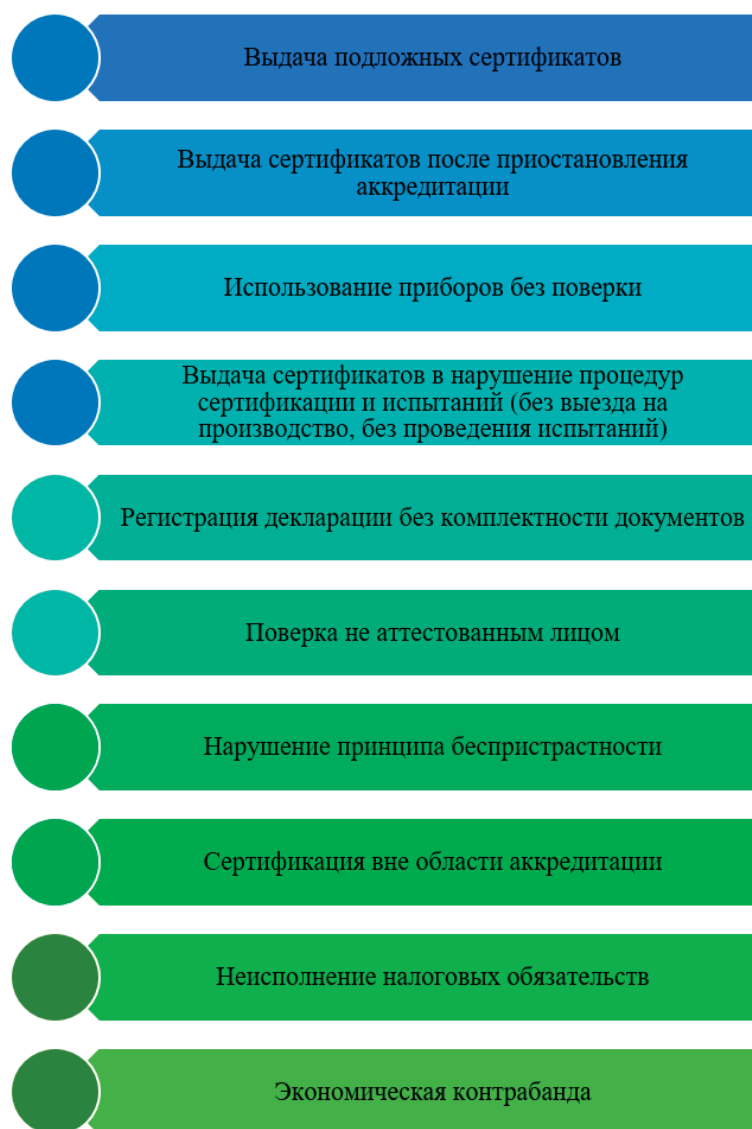 Выдача подложных сертификатов
Выдача сертификатов после приостановления
аккредитации
Использование приборов без поверки
Выдача сертификатов в нарушение процедур
сертификации и испытаний (без выезда на
производство, без проведения испытаний)
Регистрация декларации без комплектности документов
Поверка не аттестованным лицом
Нарушение принципа беспристрастности
Сертификация вне области аккредитации
Неисполнение налоговых обязательств
Экономическая контрабанда